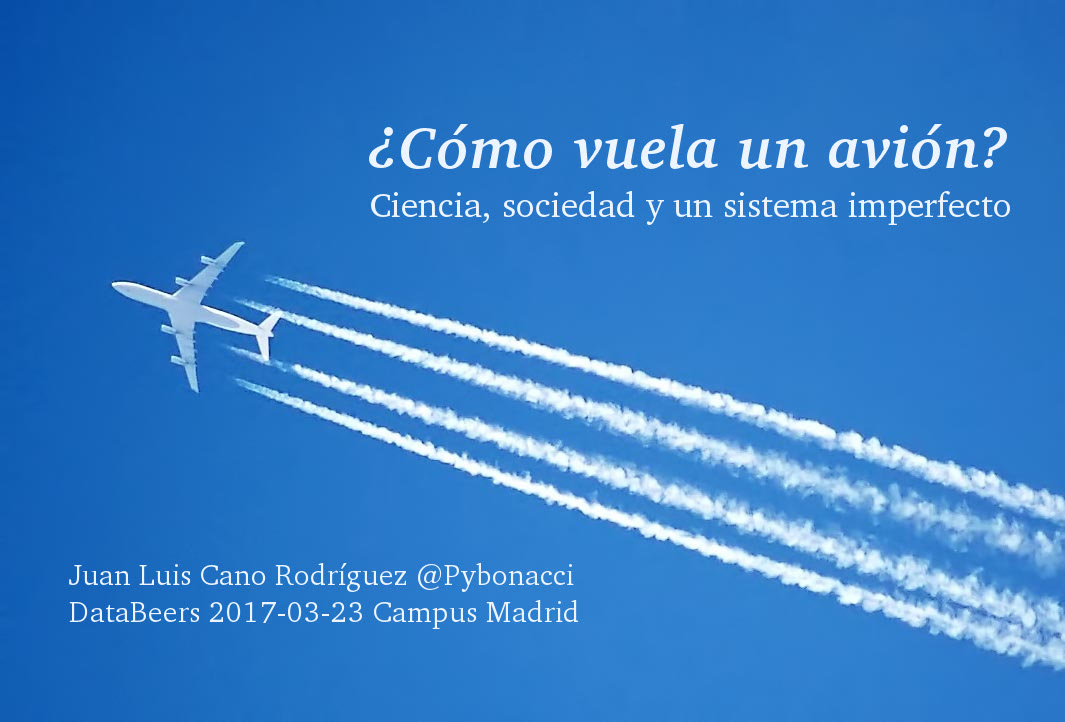 ¿Cómo vuela un avión?
Ciencia, sociedad y un sistema imperfecto
Juan Luis Cano Rodríguez @Pybonacci
DataBeers 2017-03-23 Campus Madrid